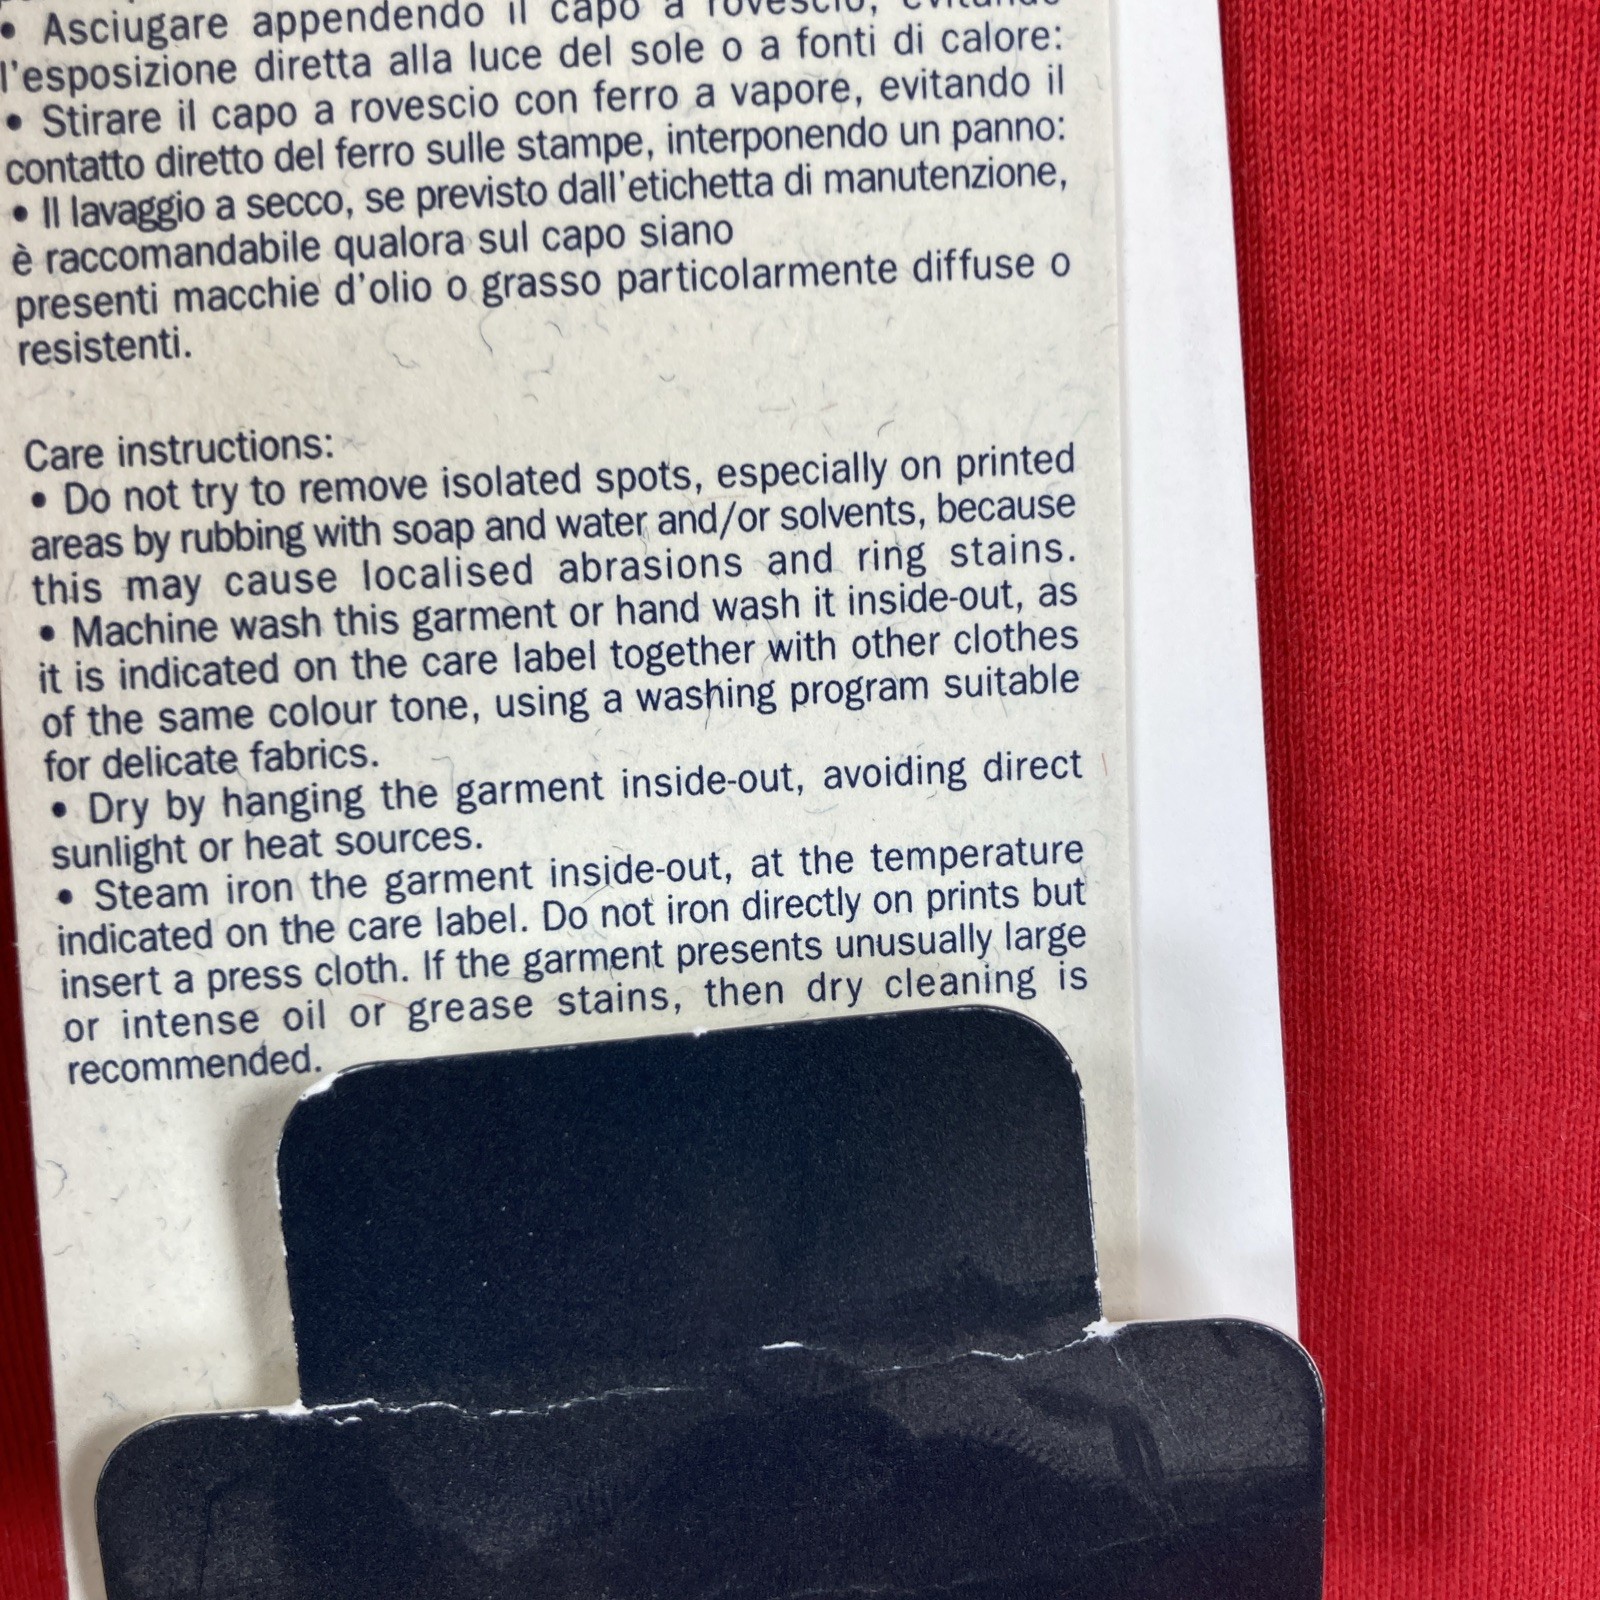 • Asciugare appendendo il capo a rovescio, evitando
l'esposizione diretta alla luce del sole o a fonti di calore:
• Stirare il capo a rovescio con ferro a vapore, evitando il
contatto diretto del ferro sulle stampe, interponendo un panno:
• Il lavaggio a secco, se previsto dall'etichetta di manutenzione,
è raccomandabile qualora sul capo siano
presenti macchie d'olio o grasso particolarmente diffuse o
resistenti.
Care instructions:
• Do not try to remove isolated spots, especially on printed
areas by rubbing with soap and water and/or solvents, because
this may cause localised abrasions and ring stains.
• Machine wash this garment or hand wash it inside-out, as
it is indicated on the care label together with other clothes
of the same colour tone, using a washing program suitable
for delicate fabrics.
• Dry by hanging the garment inside-out, avoiding direct
sunlight or heat sources.
• Steam iron the garment inside-out, at the temperature
indicated on the care label. Do not iron directly on prints but
insert a press cloth. If the garment presents unusually large
or intense oil or grease stains, then dry cleaning is
recommended.